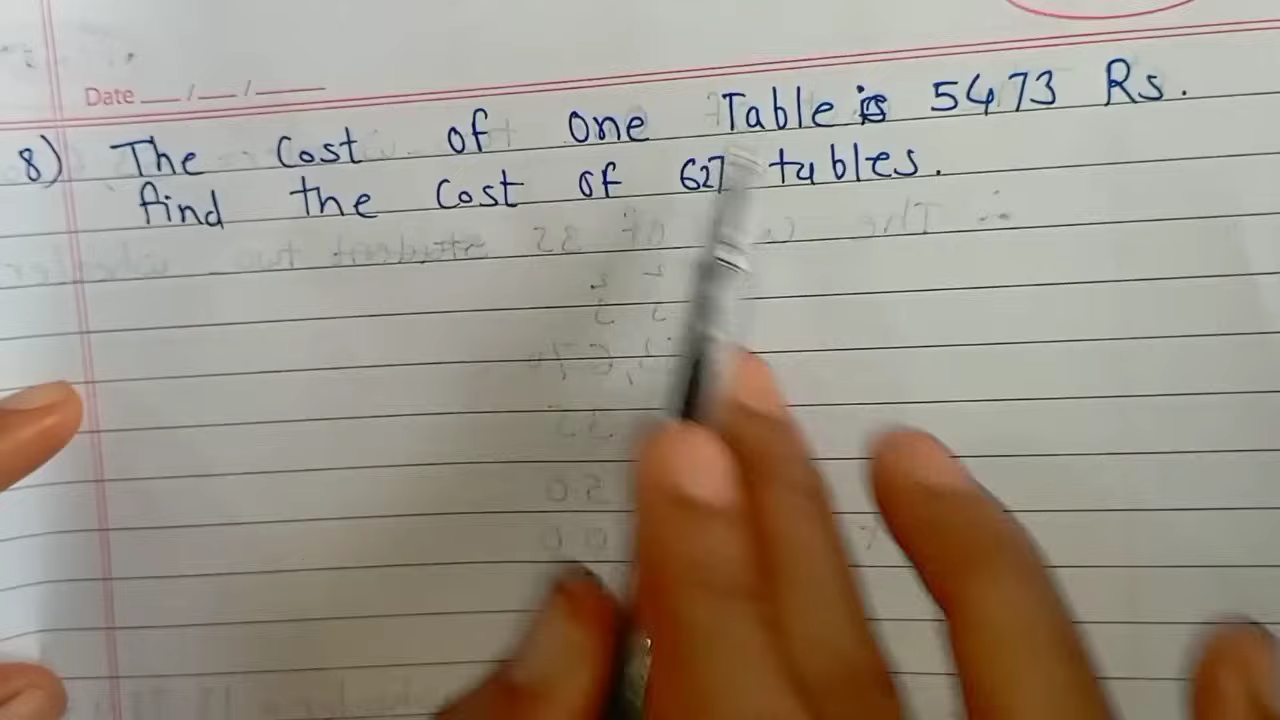 Date __/__/____
8) The Cost of one Table is 5473 Rs.
find the Cost of 627 tables.